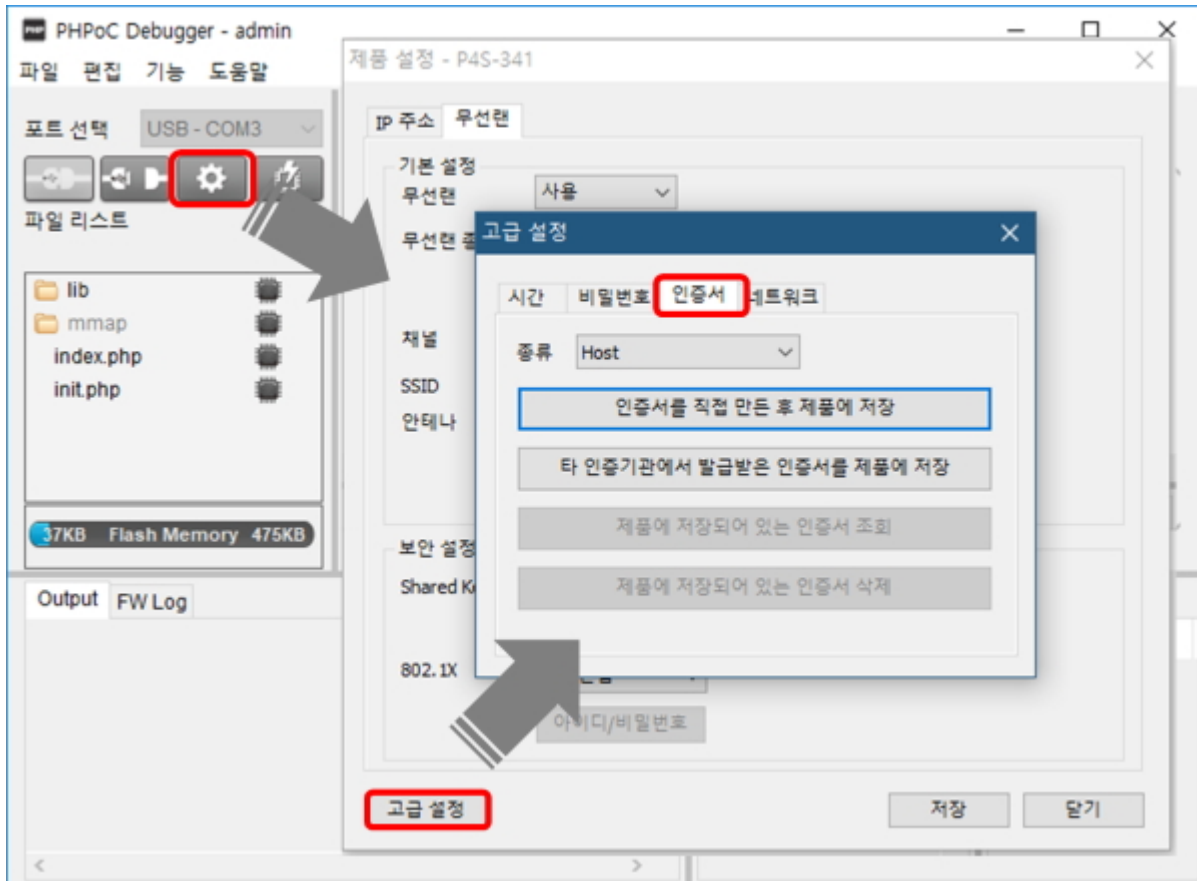 PHPoC Debugger - admin
파일 편집 기능 도움말
포트 선택 USB - COM3
파일 리스트
lib
mmap
index.php
init.php
37KB Flash Memory 475KB
Output FW Log
제품 설정 - P4S-341
IP 주소 무선랜
기본 설정
무선랜 사용
무선랜
채널
SSID
안테나
보안 설정
Shared
802.1X
아이디/비밀번호
고급 설정 저장 닫기
고급 설정
시간 비밀번호 인증서 네트워크
종류 Host
인증서를 직접 만든 후 제품에 저장
타 인증기관에서 발급받은 인증서를 제품에 저장
제품에 저장되어 있는 인증서 조회
제품에 저장되어 있는 인증서 삭제